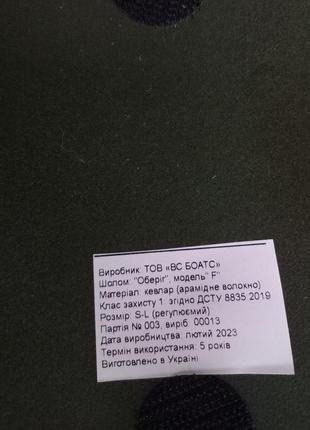 Виробник: ТОВ «ВС БОАТС»
Шолом: "Оберіг", модель" F"
Матеріал: кевлар (арамідне волокно)
Клас захисту 1: згідно ДСТУ 8835:2019
Розмір: S-L (регулюємий)
Партія № 003, виріб: 00013
Дата виробництва: лютий 2023
Термін використання: 5 років
Виготовлено в Україні